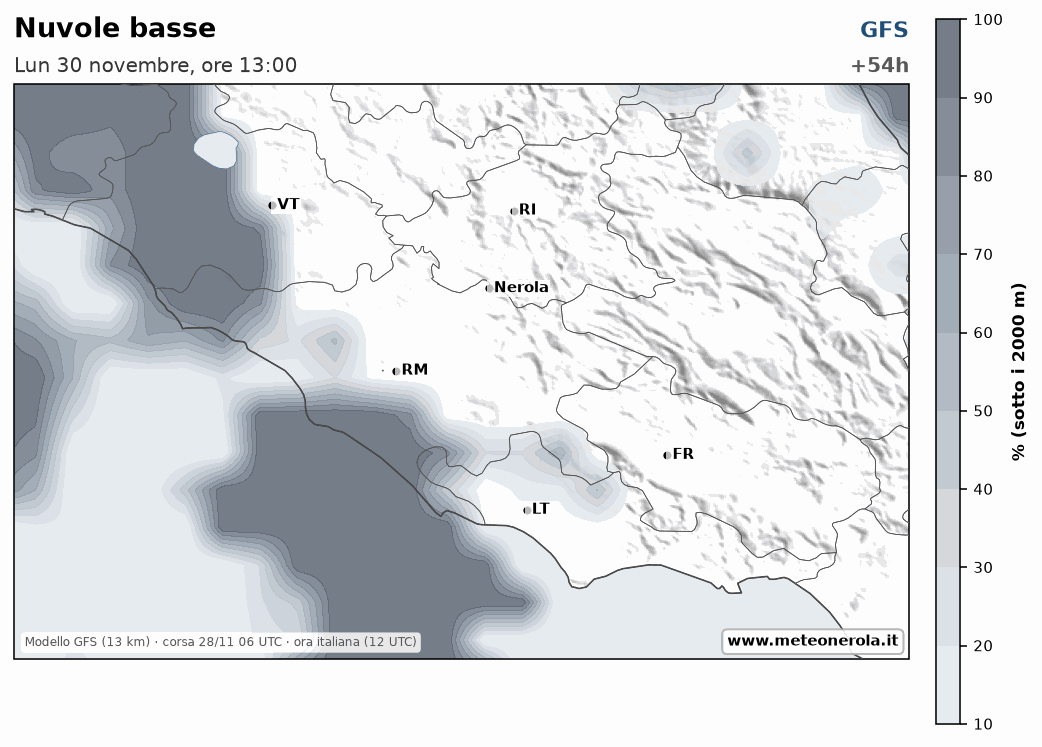 Nuvole basse
GFS
Lun 30 novembre, ore 13:00
+54h
VT
RI
Nerola
RM
FR
LT
Modello GFS (13 km) · corsa 28/11 06 UTC · ora italiana (12 UTC)
www.meteonerola.it
100
90
80
70
60
50
40
30
20
10
% (sotto i 2000 m)